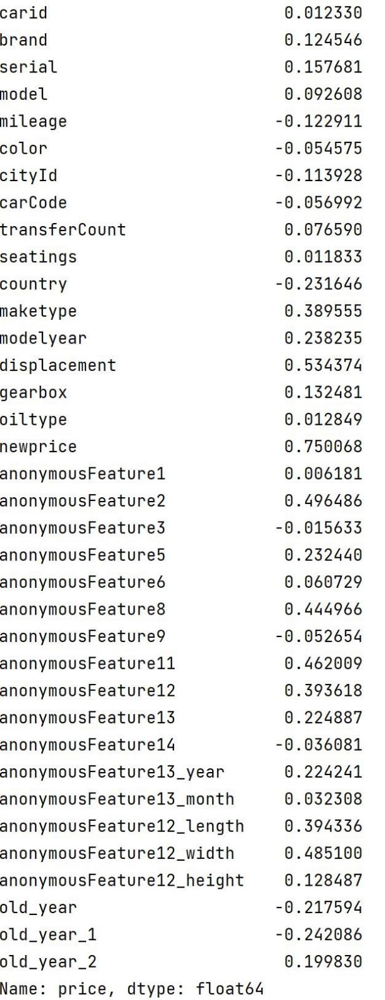 carid 0.012330
brand 0.124546
serial 0.157681
model 0.092608
mileage -0.122911
color -0.054575
cityId -0.113928
carCode -0.056992
transferCount 0.076590
seatings 0.011833
country -0.231646
maketype 0.389555
modelyear 0.238235
displacement 0.534374
gearbox 0.132481
oiltype 0.012849
newprice 0.750068
anonymousFeature1 0.006181
anonymousFeature2 0.496486
anonymousFeature3 -0.015633
anonymousFeature5 0.232440
anonymousFeature6 0.060729
anonymousFeature8 0.444966
anonymousFeature9 -0.052654
anonymousFeature11 0.462009
anonymousFeature12 0.393618
anonymousFeature13 0.224887
anonymousFeature14 -0.036081
anonymousFeature13_year 0.224241
anonymousFeature13_month 0.032308
anonymousFeature12_length 0.394336
anonymousFeature12_width 0.485100
anonymousFeature12_height 0.128487
old_year -0.217594
old_year_1 -0.242086
old_year_2 0.199830
Name: price, dtype: float64